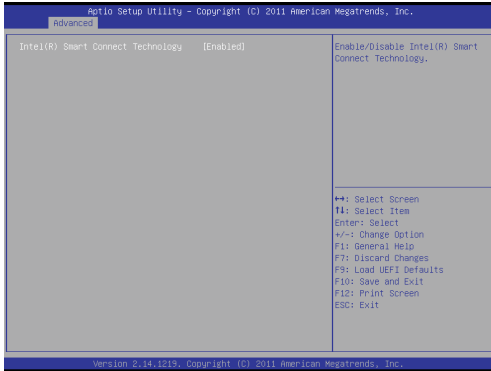 Aptio Setup Utility – Copyright (C) 2011 American Megatrends, Inc.
Advanced
Intel(R) Smart Connect Technology [Enabled]
Enable/Disable Intel(R) Smart
Connect Technology.
↔: Select Screen
↑↓: Select Item
Enter: Select
+/-: Change Option
F1: General Help
F7: Discard Changes
F9: Load UEFI Defaults
F10: Save and Exit
F12: Print Screen
ESC: Exit
Version 2.14.1219. Copyright (C) 2011 American Megatrends, Inc.